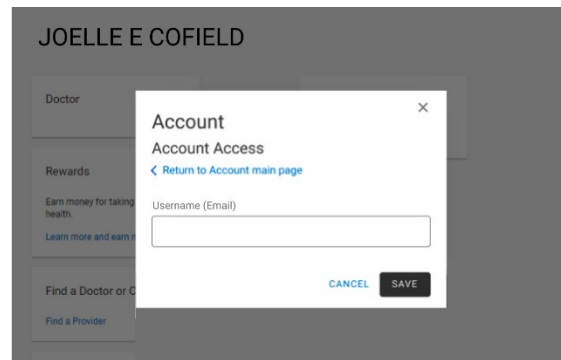 JOELLE E COFIELD
Doctor
Rewards
Earn money for taking
health.
Learn more and earn
Find a Doctor or
Find a Provider
Account
Account Access
Return to Account main page
Username (Email)
CANCEL
SAVE